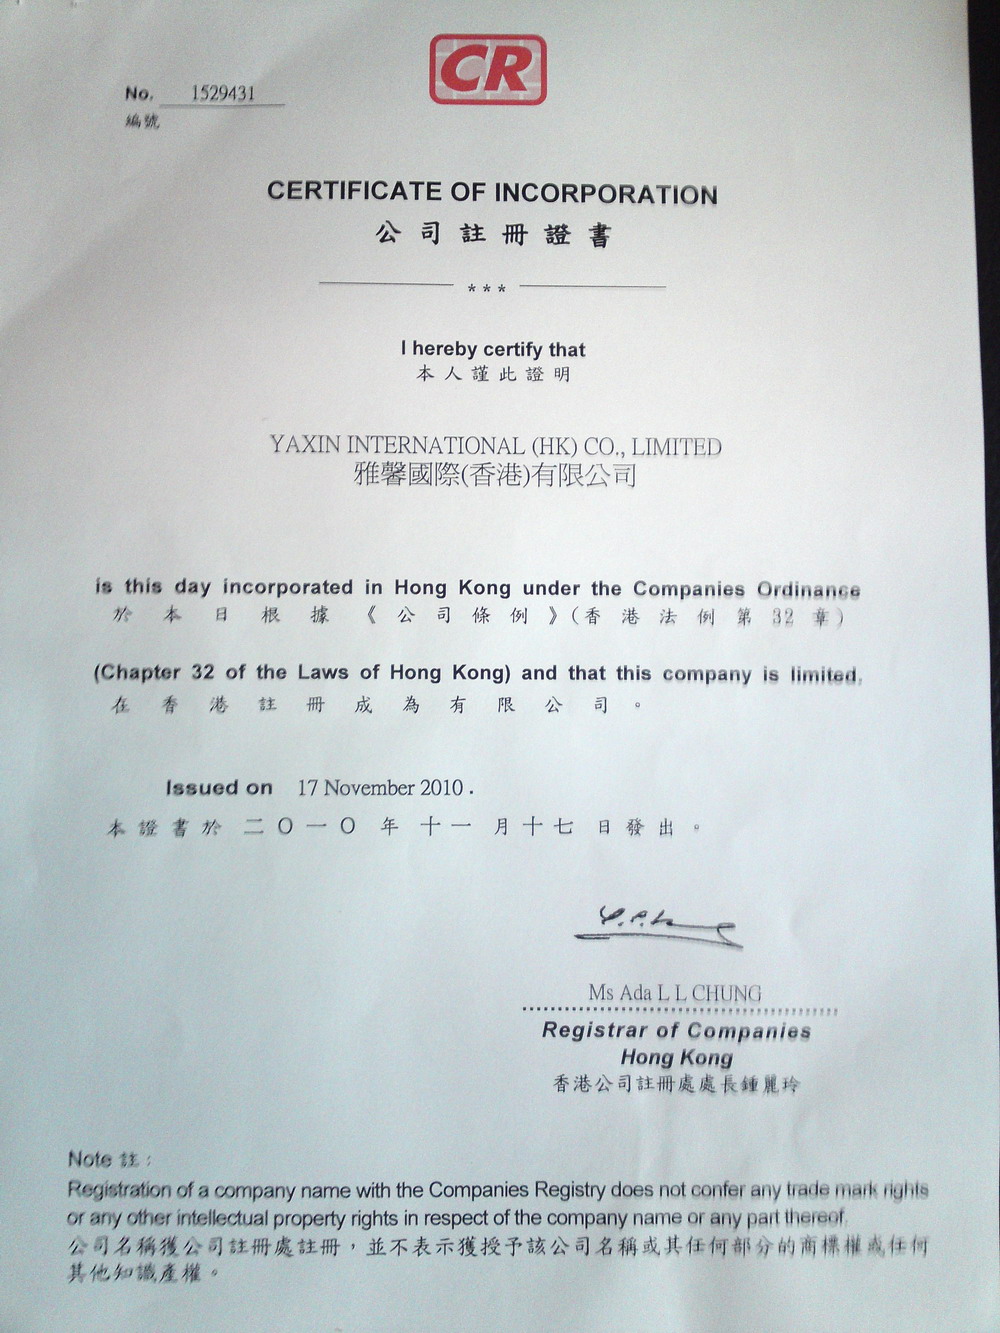 CR
No. 1529431
編號
CERTIFICATE OF INCORPORATION
公司註冊證書
* * *
I hereby certify that
本人謹此證明
YAXIN INTERNATIONAL (HK) CO., LIMITED
雅馨國際(香港)有限公司
is this day incorporated in Hong Kong under the Companies Ordinance
於本日根據《公司條例》(香港法例第32章)
(Chapter 32 of the Laws of Hong Kong) and that this company is limited.
在香港註冊成為有限公司。
Issued on 17 November 2010 .
本證書於二〇一〇年十一月十七日發出。
Ms Ada L L CHUNG
Registrar of Companies
Hong Kong
香港公司註冊處處長鍾麗玲
Note 註：
Registration of a company name with the Companies Registry does not confer any trade mark rights
or any other intellectual property rights in respect of the company name or any part thereof.
公司名稱獲公司註冊處註冊，並不表示獲授予該公司名稱或其任何部分的商標權或任何
其他知識產權。